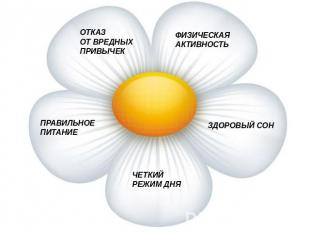 ОТКАЗ
ОТ ВРЕДНЫХ
ПРИВЫЧЕК
ФИЗИЧЕСКАЯ
АКТИВНОСТЬ
ПРАВИЛЬНОЕ
ПИТАНИЕ
ЗДОРОВЫЙ СОН
ЧЕТКИЙ
РЕЖИМ ДНЯ